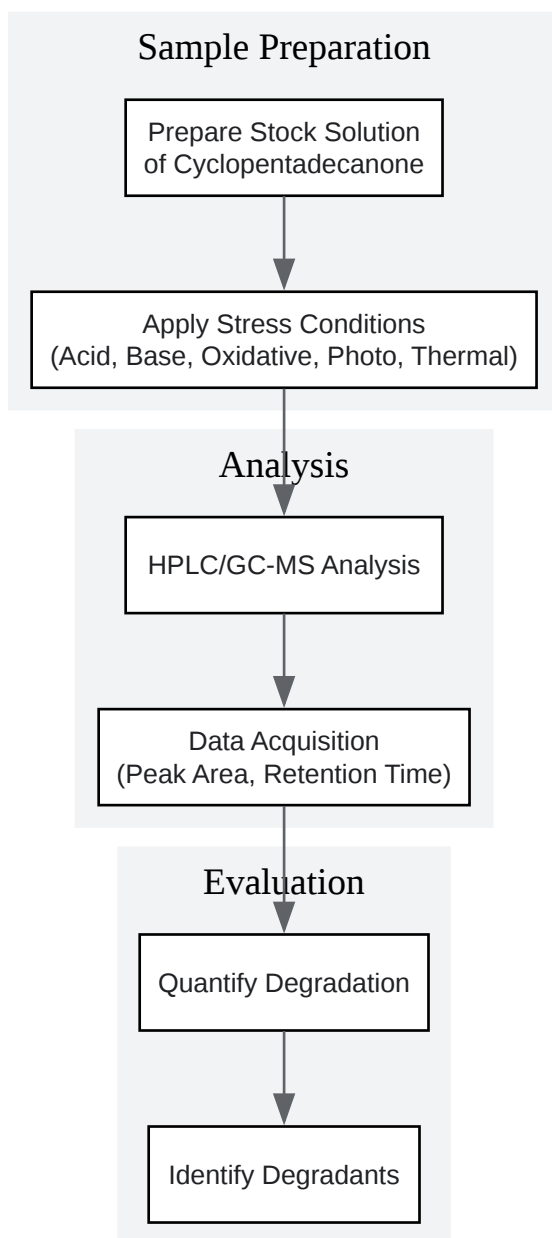 Sample Preparation
Prepare Stock Solution
of Cyclopentadecanone
Apply Stress Conditions
(Acid, Base, Oxidative, Photo, Thermal)
Analysis
HPLC/GC-MS Analysis
Data Acquisition
(Peak Area, Retention Time)
Evaluation
Quantify Degradation
Identify Degradants